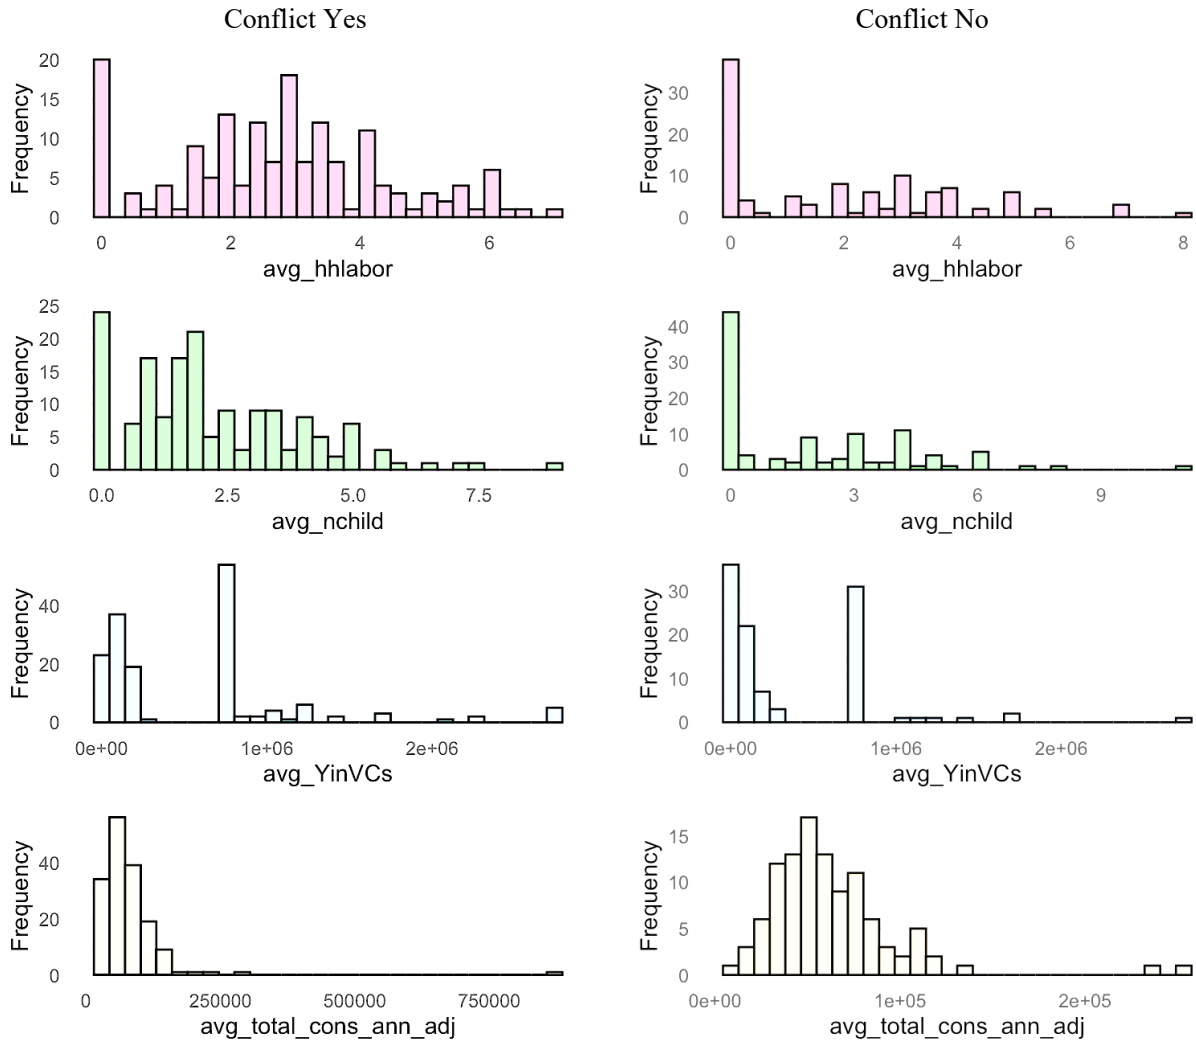 Conflict Yes
Conflict No
Frequency
20
15
10
5
0
0 2 4 6
avg_hhlabor
Frequency
30
20
10
0
0 2 4 6 8
avg_hhlabor
Frequency
25
20
15
10
5
0
0.0 2.5 5.0 7.5
avg_nchild
Frequency
40
30
20
10
0
0 3 6 9
avg_nchild
Frequency
40
20
0
0e+00 1e+06 2e+06
avg_YinVCs
Frequency
30
20
10
0
0e+00 1e+06 2e+06
avg_YinVCs
Frequency
40
20
0
0 250000 500000 750000
avg_total_cons_ann_adj
Frequency
15
10
5
0
0e+00 1e+05 2e+05
avg_total_cons_ann_adj